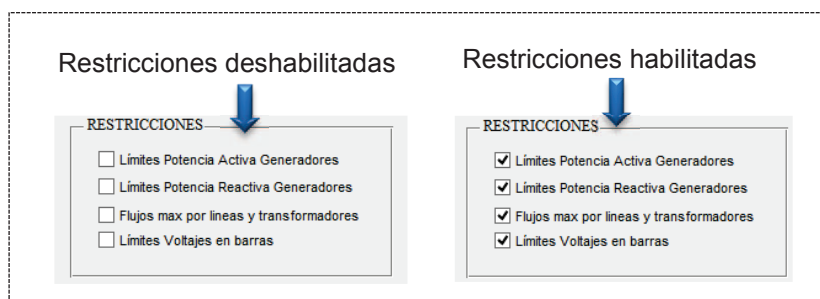 Restricciones deshabilitadas
RESTRICCIONES
Límites Potencia Activa Generadores
Límites Potencia Reactiva Generadores
Flujos max por lineas y transformadores
Límites Voltajes en barras
Restricciones habilitadas
RESTRICCIONES
Límites Potencia Activa Generadores
Límites Potencia Reactiva Generadores
Flujos max por lineas y transformadores
Límites Voltajes en barras